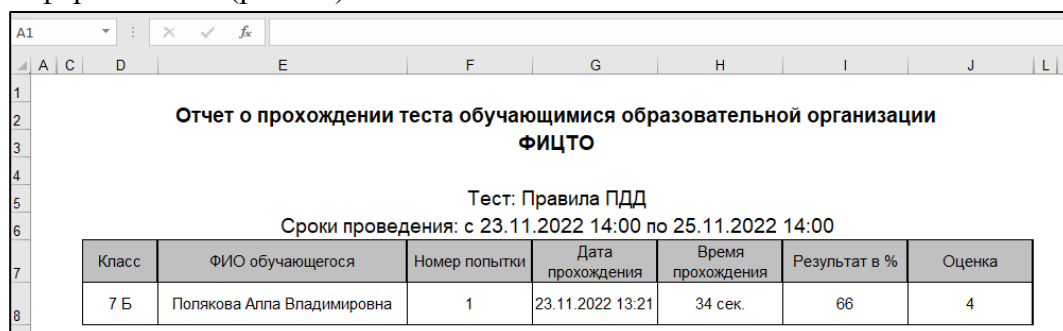 A1 fx
A C D E F G H I J L
1
2 Отчет о прохождении теста обучающимися образовательной организации
3 ФИЦТО
4
5 Тест: Правила ПДД
6 Сроки проведения: с 23.11.2022 14:00 по 25.11.2022 14:00
7 Класс ФИО обучающегося Номер попытки Дата прохождения Время прохождения Результат в % Оценка
8 7 Б Полякова Алла Владимировна 1 23.11.2022 13:21 34 сек. 66 4